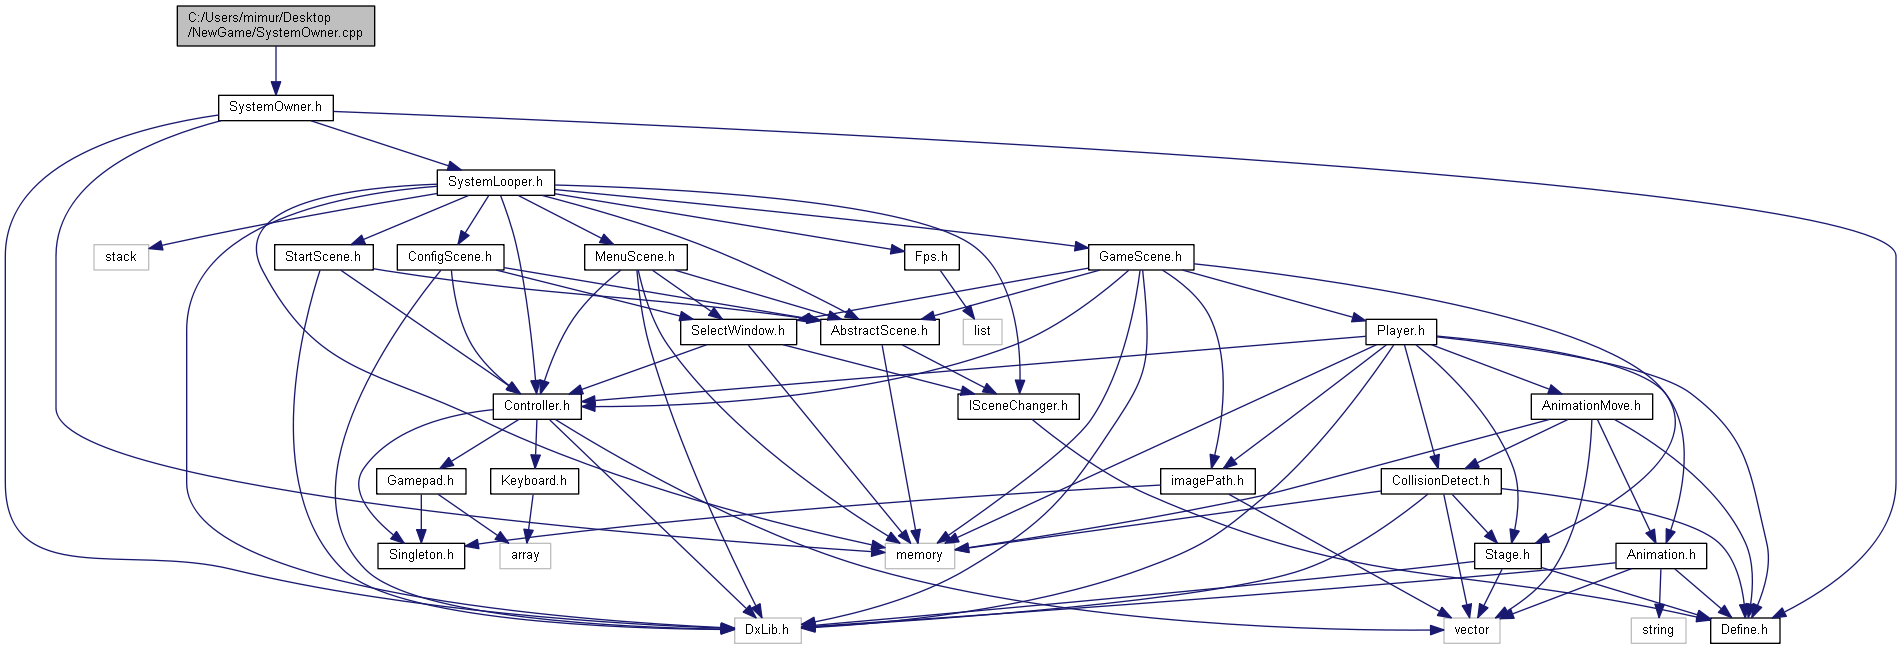 C:/Users/mimur/Desktop
/NewGame/SystemOwner.cpp
SystemOwner.h
SystemLooper.h
stack
StartScene.h
ConfigScene.h
MenuScene.h
Fps.h
GameScene.h
SelectWindow.h
AbstractScene.h
list
Player.h
Controller.h
ISceneChanger.h
AnimationMove.h
Gamepad.h
Keyboard.h
imagePath.h
CollisionDetect.h
Singleton.h
array
memory
Stage.h
Animation.h
DxLib.h
vector
string
Define.h